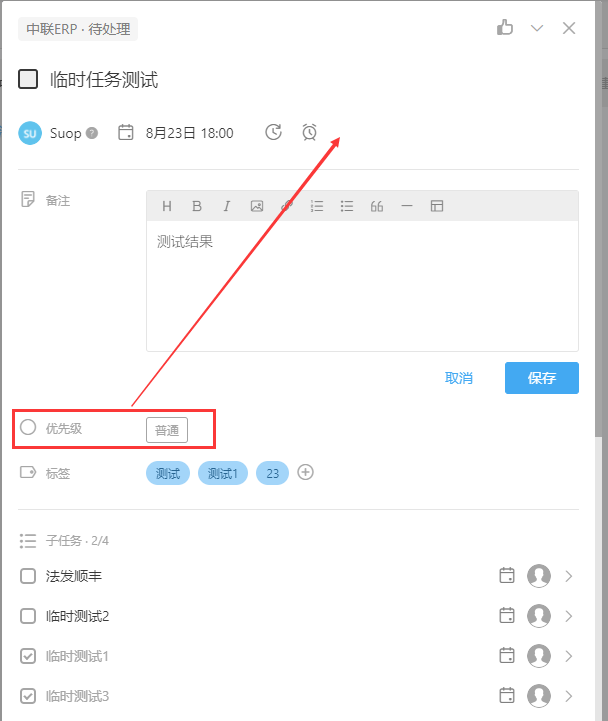 中联ERP · 待处理
临时任务测试
SU Suop ? 8月23日 18:00
备注
H B I
测试结果
取消 保存
优先级 普通
标签 测试 测试1 23
子任务 · 2/4
法发顺丰
临时测试2
临时测试1
临时测试3